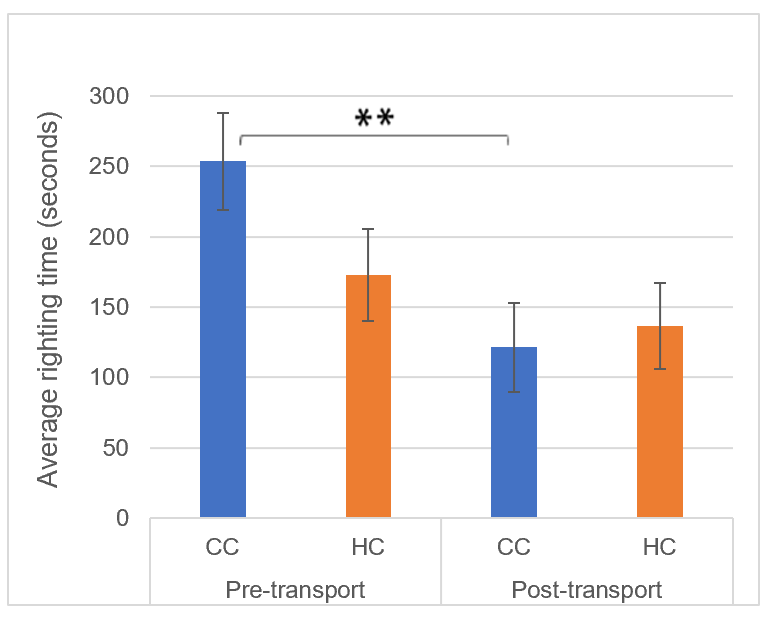 300
**
250
200
150
100
50
0
Average righting time (seconds)
CC HC CC HC
Pre-transport Post-transport